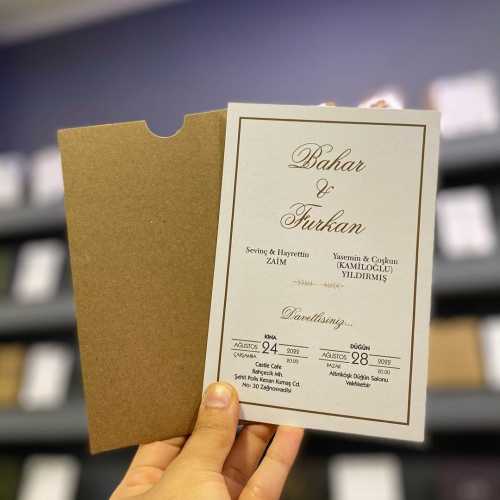 Bahar
&
Furkan
Sevinç & Hayrettin
ZAİM
Yasemin & Coşkun
(KAMİLOĞLU)
YILDIRMIŞ
Davetlisiniz...
KINA
AĞUSTOS 24 2022
ÇARŞAMBA 20.00
Castle Cafe
Bahçecik Mh.
Şehit Polis Kenan Kumaş Cd.
No: 30 Zağnosvadisi
DÜĞÜN
AĞUSTOS 28 2022
PAZAR 20.00
Altınköşk Düğün Salonu
Vakfıkebir